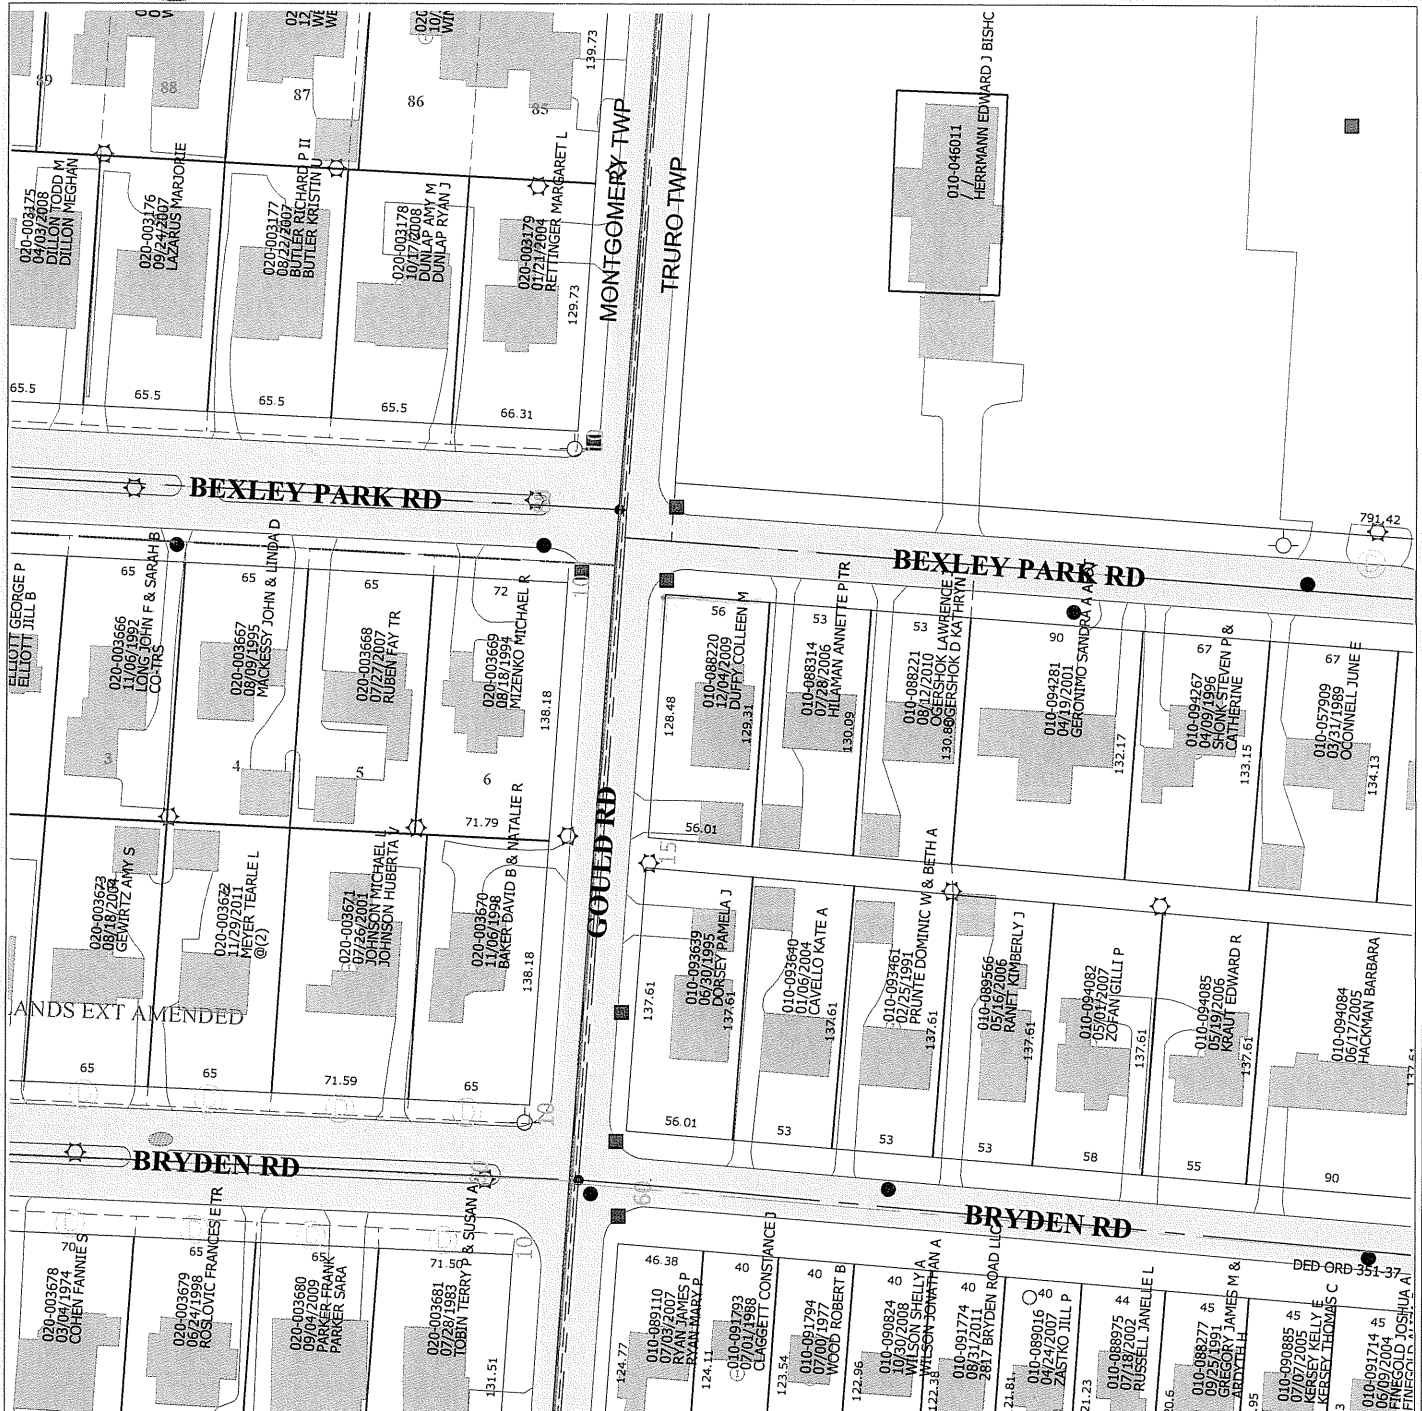 139.73
89
88
87
86
85
020-003175
04/03/2008
DILLON TODD M
DILLON MEGHAN
020-003176
09/24/2007
LAZARUS MARJORIE
020-003177
08/22/2007
BUTLER RICHARD P II
BUTLER KRISTIN J
020-003178
10/17/2008
DUNLAP AMY M
DUNLAP RYAN J
020-003179
01/21/2004
RETTINGER MARGARET L
129.73
MONTGOMERY TWP
TRURO TWP
010-046011
/ /
HERRMANN EDWARD J BISHC
65.5
65.5
65.5
65.5
66.31
BEXLEY PARK RD
791.42
BEXLEY PARK RD
65
65
65
72
10
ELLIOTT GEORGE P
ELLIOTT JILL B
020-003666
11/06/1992
LONG JOHN F & SARAH B
CO-TRS
020-003667
08/09/1995
MACKESSY JOHN & LINDA D
020-003668
07/27/2007
RUBEN FAY TR
020-003669
08/18/1994
MIZENKO MICHAEL R
138.18
3
4
5
6
71.79
56
53
53
90
67
67
128.48
010-088220
12/04/2009
DUFFY COLLEEN M
129.31
010-088314
07/28/2006
HILAMAN ANNETTE P TR
130.09
010-088221
08/12/2010
OGERSHOK LAWRENCE J
OGERSHOK D KATHRYN
010-094281
04/19/2001
GERONIMO SANDRA A
132.17
010-094267
04/09/1996
SHONK STEVEN P &
CATHERINE
133.15
010-057909
03/31/1989
OCONNELL JUNE E
134.13
56.01
15
GOULD RD
020-003673
08/18/2004
GEWIRTZ AMY S
11/29/2011
MEYER TEARLE L
@(2)
020-003671
07/26/2001
JOHNSON MICHAEL L
JOHNSON HUBERTA V
020-003670
11/06/1998
BAKER DAVID B & NATALIE R
138.18
ANDS EXT AMENDED
65
65
71.59
65
10
137.61
010-093639
06/30/1995
DORSEY PAMELA J
137.61
010-093640
01/06/2004
CAVELLO KATE A
137.61
010-093461
02/25/1991
PRUNTE DOMINIC W & BETH A
137.61
010-089566
05/16/2006
RANFT KIMBERLY J
137.61
010-094082
05/01/2007
ZOFAN GILLI P
137.61
010-094085
05/19/2006
KRAUT EDWARD R
137.61
010-094084
06/17/2005
HACKMAN BARBARA
137.61
56.01
53
53
53
58
55
90
BRYDEN RD
60
BRYDEN RD
DED ORD 351-37
70
65
65
71.50
10
020-003678
03/04/1974
COHEN FANNIE S
020-003679
06/24/1998
ROSLOVIC FRANCES E TR
020-003680
09/04/2009
PARKER FRANK
PARKER SARA
020-003681
07/28/1983
TOBIN TERRY P & SUSAN A
131.51
46.38
40
40
40
40
40
44
45
45
45
124.77
010-089110
07/03/2007
RYAN JAMES P
RYAN MARY P
124.11
010-091793
07/01/1988
CLAGGETT CONSTANCE J
123.54
010-091794
07/00/1977
WOOD ROBERT B
122.96
010-090824
10/30/2008
WILSON SHELLY A
WILSON JONATHAN A
122.38
010-091774
08/31/2011
2817 BRYDEN ROAD LLC
21.81
010-089016
04/24/2007
ZASTKO JILL P
21.23
010-088975
07/18/2002
RUSSELL JANELLE L
20.6
010-088277
09/25/1991
GREGORY JAMES M &
ARDYTH H
.95
010-090885
07/07/2005
KERSEY KELLY E
KERSEY THOMAS C
010-091714
06/09/2004
FINEGOLD JOSHUA A